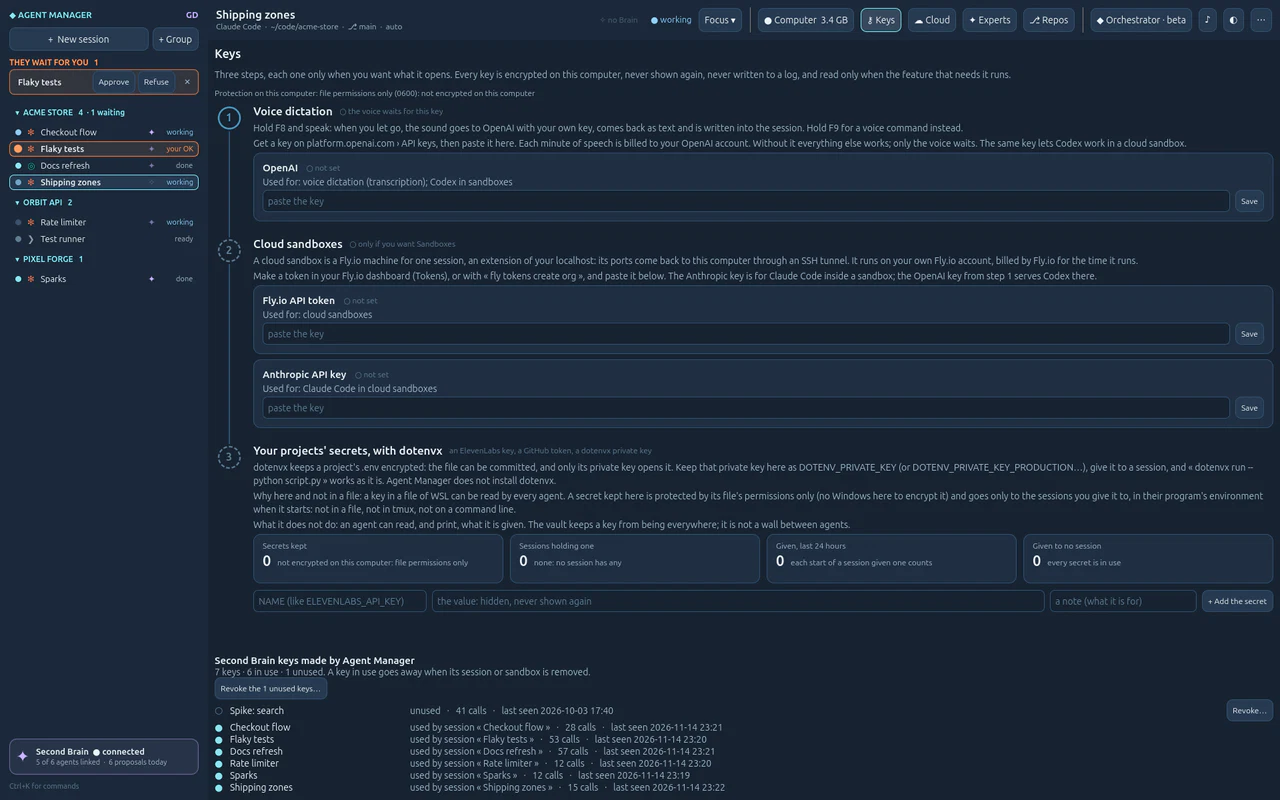 ◆ AGENT MANAGER GD
+ New session
+ Group
THEY WAIT FOR YOU 1
Flaky tests Approve Refuse ×
▾ ACME STORE 4 · 1 waiting
Checkout flow working
Flaky tests your OK
Docs refresh done
Shipping zones working
▾ ORBIT API 2
Rate limiter working
Test runner ready
▾ PIXEL FORGE 1
Sparks done
Second Brain ● connected
5 of 6 agents linked · 6 proposals today
Ctrl+K for commands
Shipping zones
Claude Code · ~/code/acme-store · ⎇ main · auto
no Brain
● working
Focus ▾
● Computer 3.4 GB
Keys
☁ Cloud
✦ Experts
⎇ Repos
◆ Orchestrator · beta
♪
◐
⋯
Keys
Three steps, each one only when you want what it opens. Every key is encrypted on this computer, never shown again, never written to a log, and read only when the feature that needs it runs.
Protection on this computer: file permissions only (0600): not encrypted on this computer
1
Voice dictation ○ the voice waits for this key
Hold F8 and speak: when you let go, the sound goes to OpenAI with your own key, comes back as text and is written into the session. Hold F9 for a voice command instead.
Get a key on platform.openai.com › API keys, then paste it here. Each minute of speech is billed to your OpenAI account. Without it everything else works; only the voice waits. The same key lets Codex work in a cloud sandbox.
OpenAI ○ not set
Used for: voice dictation (transcription); Codex in sandboxes
paste the key Save
2
Cloud sandboxes ○ only if you want Sandboxes
A cloud sandbox is a Fly.io machine for one session, an extension of your localhost: its ports come back to this computer through an SSH tunnel. It runs on your own Fly.io account, billed by Fly.io for the time it runs.
Make a token in your Fly.io dashboard (Tokens), or with « fly tokens create org », and paste it below. The Anthropic key is for Claude Code inside a sandbox; the OpenAI key from step 1 serves Codex there.
Fly.io API token ○ not set
Used for: cloud sandboxes
paste the key Save
Anthropic API key ○ not set
Used for: Claude Code in cloud sandboxes
paste the key Save
3
Your projects' secrets, with dotenvx an ElevenLabs key, a GitHub token, a dotenvx private key
dotenvx keeps a project's .env encrypted: the file can be committed, and only its private key opens it. Keep that private key here as DOTENV_PRIVATE_KEY (or DOTENV_PRIVATE_KEY_PRODUCTION…), give it to a session, and « dotenvx run --
python script.py » works as it is. Agent Manager does not install dotenvx.
Why here and not in a file: a key in a file of WSL can be read by every agent. A secret kept here is protected by its file's permissions only (no Windows here to encrypt it) and goes only to the sessions you give it to, in their program's environment
when it starts: not in a file, not in tmux, not on a command line.
What it does not do: an agent can read, and print, what it is given. The vault keeps a key from being everywhere; it is not a wall between agents.
Secrets kept
0 not encrypted on this computer: file permissions only
Sessions holding one
0 none: no session has any
Given, last 24 hours
0 each start of a session given one counts
Given to no session
0 every secret is in use
NAME (like ELEVENLABS_API_KEY) the value: hidden, never shown again a note (what it is for) + Add the secret
Second Brain keys made by Agent Manager
7 keys · 6 in use · 1 unused. A key in use goes away when its session or sandbox is removed.
Revoke the 1 unused keys…
Spike: search unused · 41 calls · last seen 2026-10-03 17:40 Revoke…
Checkout flow used by session « Checkout flow » · 28 calls · last seen 2026-11-14 23:21
Flaky tests used by session « Flaky tests » · 53 calls · last seen 2026-11-14 23:20
Docs refresh used by session « Docs refresh » · 57 calls · last seen 2026-11-14 23:21
Rate limiter used by session « Rate limiter » · 12 calls · last seen 2026-11-14 23:20
Sparks used by session « Sparks » · 12 calls · last seen 2026-11-14 23:19
Shipping zones used by session « Shipping zones » · 15 calls · last seen 2026-11-14 23:22